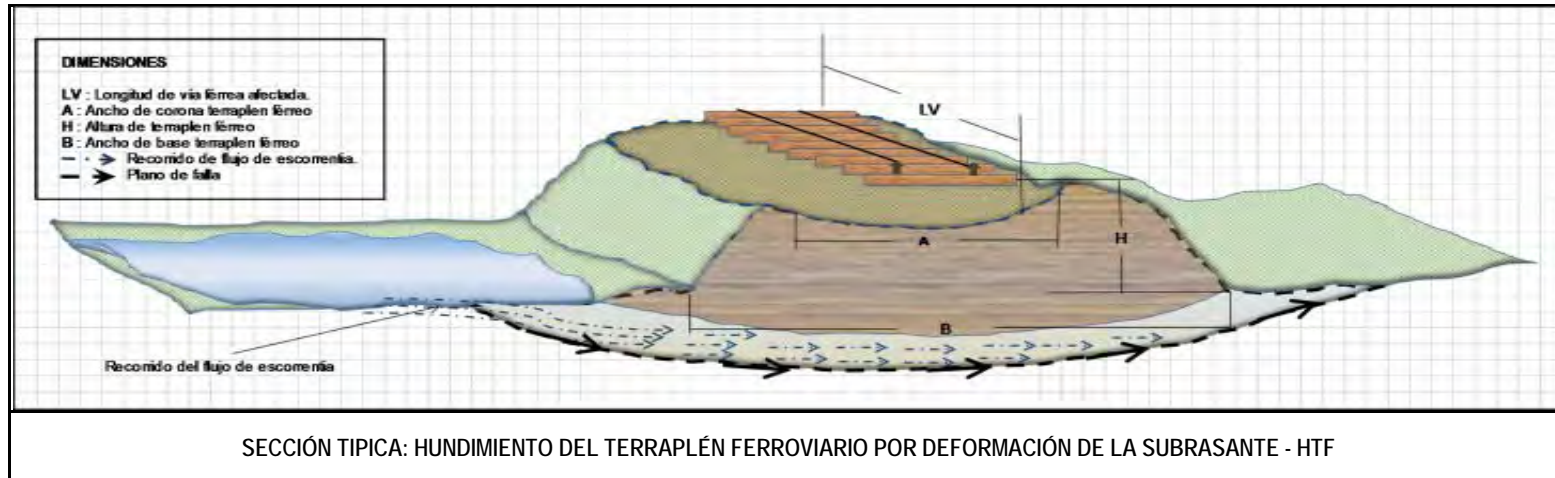 DIMENSIONES
LV : Longitud de vía férrea afectada.
A : Ancho de corona terraplen férreo
H : Altura de terraplen férreo
B : Ancho de base terraplen férreo
Recorrido de flujo de escorrentia.
Plano de falla
LV
A
H
B
Recorrido del flujo de escorrentia
SECCIÓN TIPICA: HUNDIMIENTO DEL TERRAPLÉN FERROVIARIO POR DEFORMACIÓN DE LA SUBRASANTE - HTF